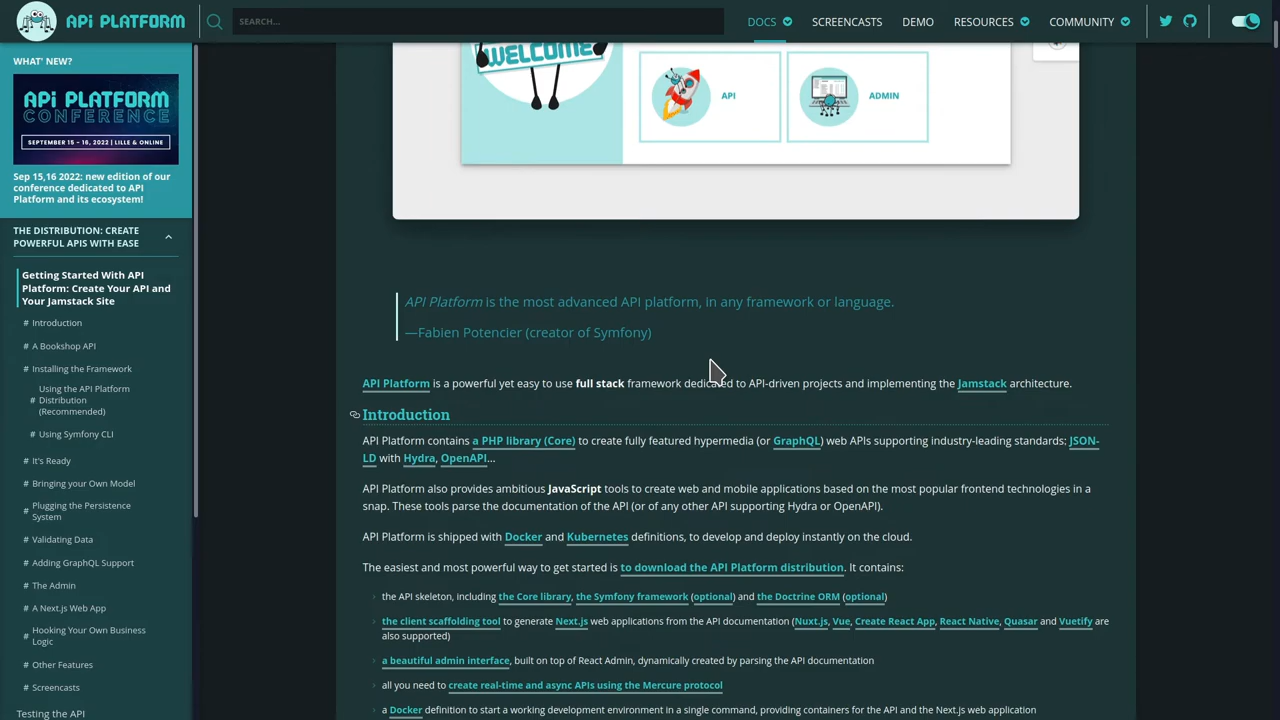 API PLATFORM
SEARCH...
DOCS
SCREENCASTS
DEMO
RESOURCES
COMMUNITY
WHAT' NEW?
API PLATFORM
CONFERENCE
SEPTEMBER 15 - 16, 2022 | LILLE & ONLINE
Sep 15,16 2022: new edition of our
conference dedicated to API
Platform and its ecosystem!
THE DISTRIBUTION: CREATE
POWERFUL APIS WITH EASE
Getting Started With API
Platform: Create Your API and
Your Jamstack Site
# Introduction
# A Bookshop API
# Installing the Framework
Using the API Platform
# Distribution
(Recommended)
# Using Symfony CLI
# It's Ready
# Bringing your Own Model
Plugging the Persistence
# System
# Validating Data
# Adding GraphQL Support
# The Admin
# A Next.js Web App
Hooking Your Own Business
# Logic
# Other Features
# Screencasts
Testing the API
WELCOME
API
ADMIN
API Platform is the most advanced API platform, in any framework or language.
—Fabien Potencier (creator of Symfony)
API Platform is a powerful yet easy to use full stack framework dedicated to API-driven projects and implementing the Jamstack architecture.
Introduction
API Platform contains a PHP library (Core) to create fully featured hypermedia (or GraphQL) web APIs supporting industry-leading standards: JSON-
LD with Hydra, OpenAPI...
API Platform also provides ambitious JavaScript tools to create web and mobile applications based on the most popular frontend technologies in a
snap. These tools parse the documentation of the API (or of any other API supporting Hydra or OpenAPI).
API Platform is shipped with Docker and Kubernetes definitions, to develop and deploy instantly on the cloud.
The easiest and most powerful way to get started is to download the API Platform distribution. It contains:
the API skeleton, including the Core library, the Symfony framework (optional) and the Doctrine ORM (optional)
the client scaffolding tool to generate Next.js web applications from the API documentation (Nuxt.js, Vue, Create React App, React Native, Quasar and Vuetify are
also supported)
a beautiful admin interface, built on top of React Admin, dynamically created by parsing the API documentation
all you need to create real-time and async APIs using the Mercure protocol
a Docker definition to start a working development environment in a single command, providing containers for the API and the Next.js web application